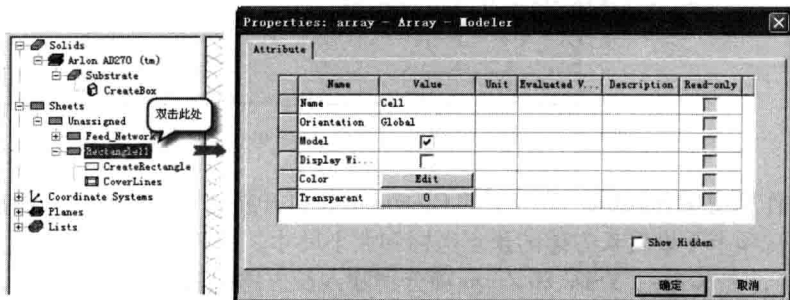 Solids
Arlon AD270 (tm)
Substrate
CreateBox
Sheets
Unassigned
Feed_Network
Rectangle11
CreateRectangle
CoverLines
Coordinate Systems
Planes
Lists
双击此处
Properties: array - Array - Modeler
Attribute
Name Value Unit Evaluated V... Description Read-only
Name Cell
Orientation Global
Model
Display Wi...
Color Edit
Transparent 0
Show Hidden
确定 取消